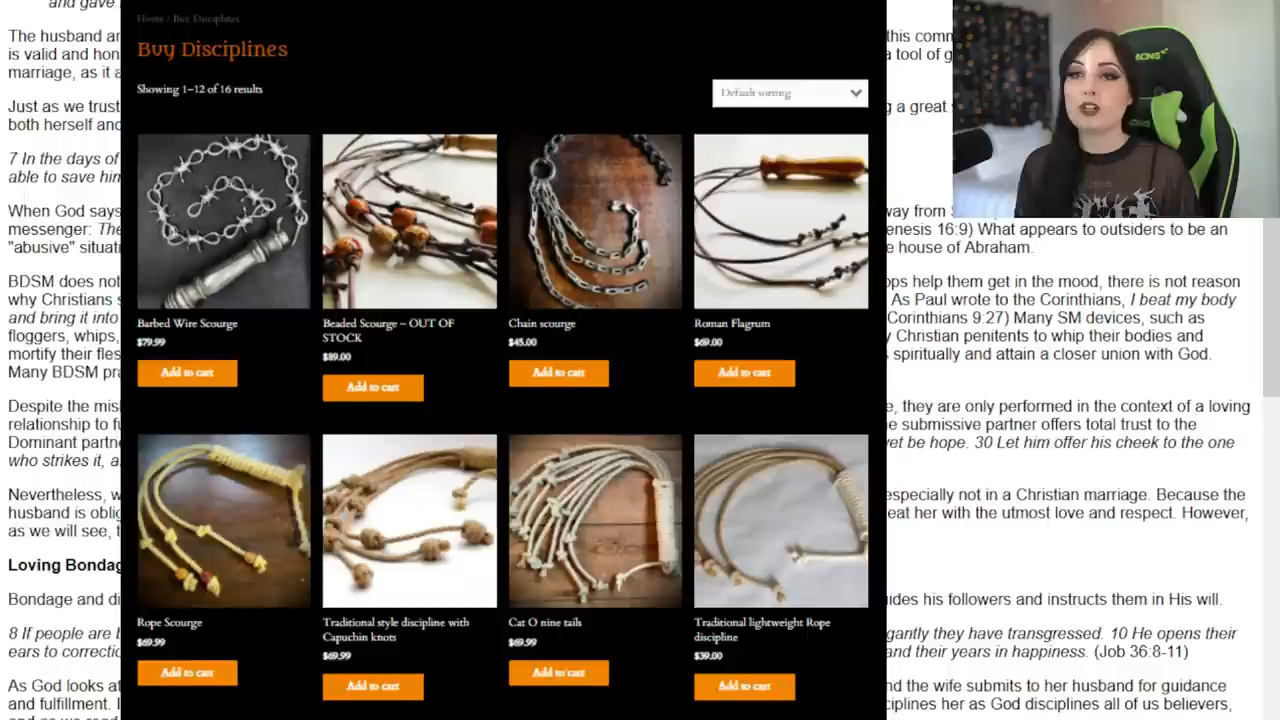 and gave
The husband an
this comm
is valid and hon
a tool of g
marriage, as it a
Just as we trust
g a great
both herself and
7 In the days of
able to save him
When God says
way from S
messenger: The
enesis 16:9) What appears to outsiders to be an
"abusive" situati
e house of Abraham.
BDSM does not
ops help them get in the mood, there is not reason
why Christians s
As Paul wrote to the Corinthians, I beat my body
and bring it into
Corinthians 9:27) Many SM devices, such as
floggers, whips,
y Christian penitents to whip their bodies and
mortify their fles
spiritually and attain a closer union with God.
Many BDSM pra
Despite the misl
e, they are only performed in the context of a loving
relationship to fu
e submissive partner offers total trust to the
Dominant partne
yet be hope. 30 Let him offer his cheek to the one
who strikes it, a
Nevertheless, w
especially not in a Christian marriage. Because the
husband is oblig
eat her with the utmost love and respect. However,
as we will see, t
Loving Bondag
Bondage and di
uides his followers and instructs them in His will.
8 If people are b
gantly they have transgressed. 10 He opens their
ears to correctio
and their years in happiness. (Job 36:8-11)
As God looks at
nd the wife submits to her husband for guidance
and fulfillment. I
ciplines her as God disciplines all of us believers,
Home / Buy Disciplines
Buy Disciplines
Showing 1–12 of 16 results
Default sorting
Barbed Wire Scourge
$79.99
Add to cart
Beaded Scourge – OUT OF
STOCK
$89.00
Add to cart
Chain scourge
$45.00
Add to cart
Roman Flagrum
$69.00
Add to cart
Rope Scourge
$69.99
Add to cart
Traditional style discipline with
Capuchin knots
$69.99
Add to cart
Cat O nine tails
$69.99
Add to cart
Traditional lightweight Rope
discipline
$39.00
Add to cart